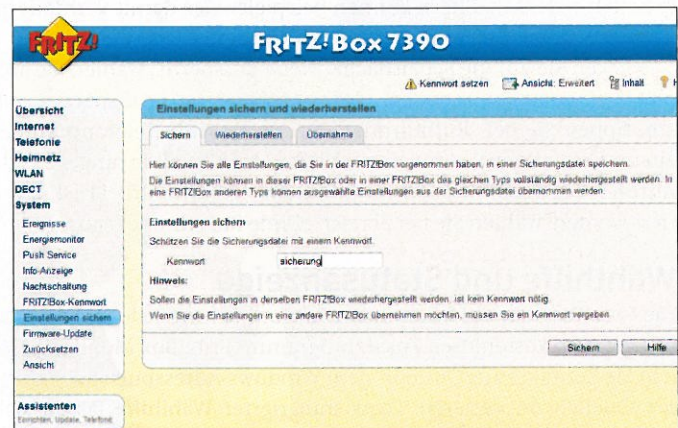 FRITZ!
FRITZ!Box 7390
Kennwort setzen Ansicht: Erweitert Inhalt
Übersicht
Internet
Telefonie
Heimnetz
WLAN
DECT
System
Ereignisse
Energiemonitor
Push Service
Info-Anzeige
Nachtschaltung
FRITZ!Box-Kennwort
Einstellungen sichern
Firmware-Update
Zurücksetzen
Ansicht
Assistenten
Einrichten, Update, Telefone
Einstellungen sichern und wiederherstellen
Sichern Wiederherstellen Übernahme
Hier können Sie alle Einstellungen, die Sie in der FRITZ!Box vorgenommen haben, in einer Sicherungsdatei speichern.
Die Einstellungen können in dieser FRITZ!Box oder in einer FRITZ!Box des gleichen Typs vollständig wiederhergestellt werden. In
eine FRITZ!Box anderen Typs können ausgewählte Einstellungen aus der Sicherungsdatei übernommen werden.
Einstellungen sichern
Schützen Sie die Sicherungsdatei mit einem Kennwort.
Kennwort sicherung
Hinweis:
Sollen die Einstellungen in derselben FRITZ!Box wiederhergestellt werden, ist kein Kennwort nötig.
Wenn Sie die Einstellungen in eine andere FRITZ!Box übernehmen möchten, müssen Sie ein Kennwort vergeben.
Sichern Hilfe